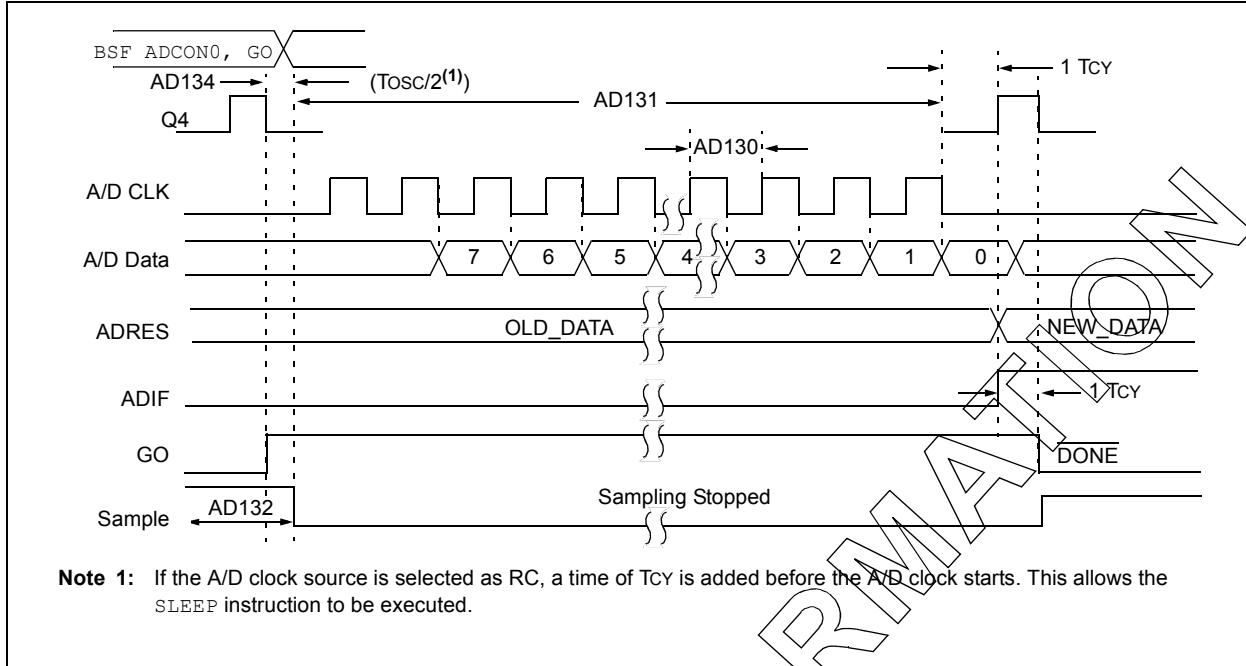 BSF ADCON0, GO
AD134 (TOSC/2(1)) 1 TCY
AD131
Q4
AD130
A/D CLK
A/D Data 7 6 5 4 3 2 1 0
ADRES OLD_DATA NEW_DATA
ADIF 1 TCY
GO DONE
Sample AD132 Sampling Stopped
Note 1: If the A/D clock source is selected as RC, a time of TCY is added before the A/D clock starts. This allows the
SLEEP instruction to be executed.
RMATION